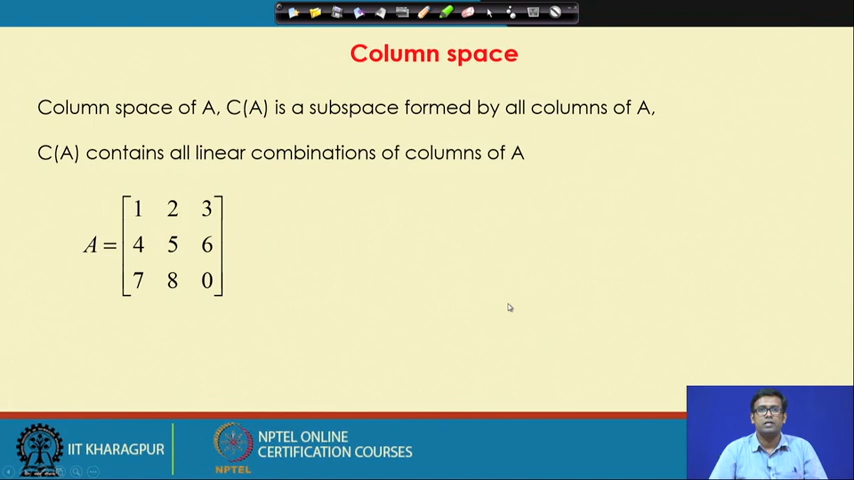 Column space
Column space of A, C(A) is a subspace formed by all columns of A,
C(A) contains all linear combinations of columns of A
A = [1 2 3
4 5 6
7 8 0]
IIT KHARAGPUR
NPTEL
NPTEL ONLINE
CERTIFICATION COURSES